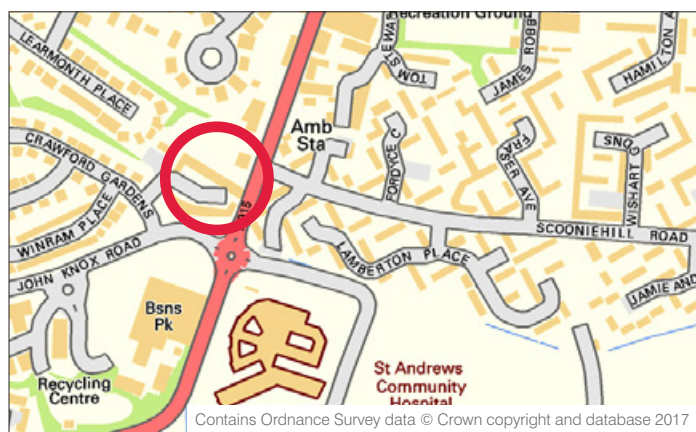 Recreation Ground
LEARMONTH PLACE
TOM STEWA
JAMES ROBB
HAMILTON A
Amb
Sta
CRAWFORD GARDENS
FORDYCE C
FRASER AVE
WISHART G
SNO
WINRAM PLACE
SCOONIEHILL ROAD
LAMBERTON PLACE
JOHN KNOX ROAD
JAMIE AND
Bsns
Pk
St Andrews
Community
Hospital
Recycling
Centre
Contains Ordnance Survey data © Crown copyright and database 2017